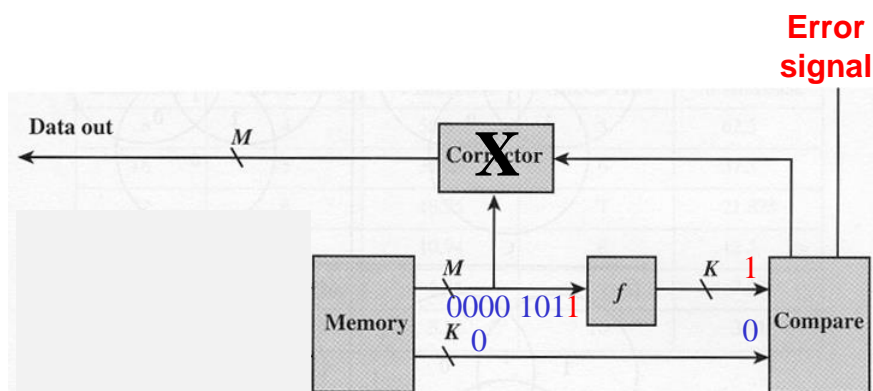 Error
signal
Data out
M
Corrector
X
M
K
1
f
0000 1011
Memory
K
0
0
Compare